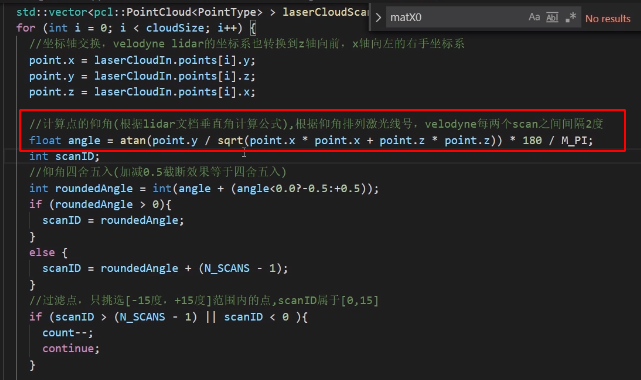 std::vector<pcl::PointCloud<PointType> > laserCloudSca
matX0
Aa Ab .* No results
for (int i = 0; i < cloudSize; i++) {
//坐标轴交换，velodyne lidar的坐标系也转换到z轴向前，x轴向左的右手坐标系
point.x = laserCloudIn.points[i].y;
point.y = laserCloudIn.points[i].z;
point.z = laserCloudIn.points[i].x;
//计算点的仰角(根据lidar文档垂直角计算公式),根据仰角排列激光线号，velodyne每两个scan之间间隔2度
float angle = atan(point.y / sqrt(point.x * point.x + point.z * point.z)) * 180 / M_PI;
int scanID;
//仰角四舍五入(加减0.5截断效果等于四舍五入)
int roundedAngle = int(angle + (angle<0.0?-0.5:+0.5));
if (roundedAngle > 0){
scanID = roundedAngle;
}
else {
scanID = roundedAngle + (N_SCANS - 1);
}
//过滤点，只挑选[-15度，+15度]范围内的点,scanID属于[0,15]
if (scanID > (N_SCANS - 1) || scanID < 0 ){
count--;
continue;
}